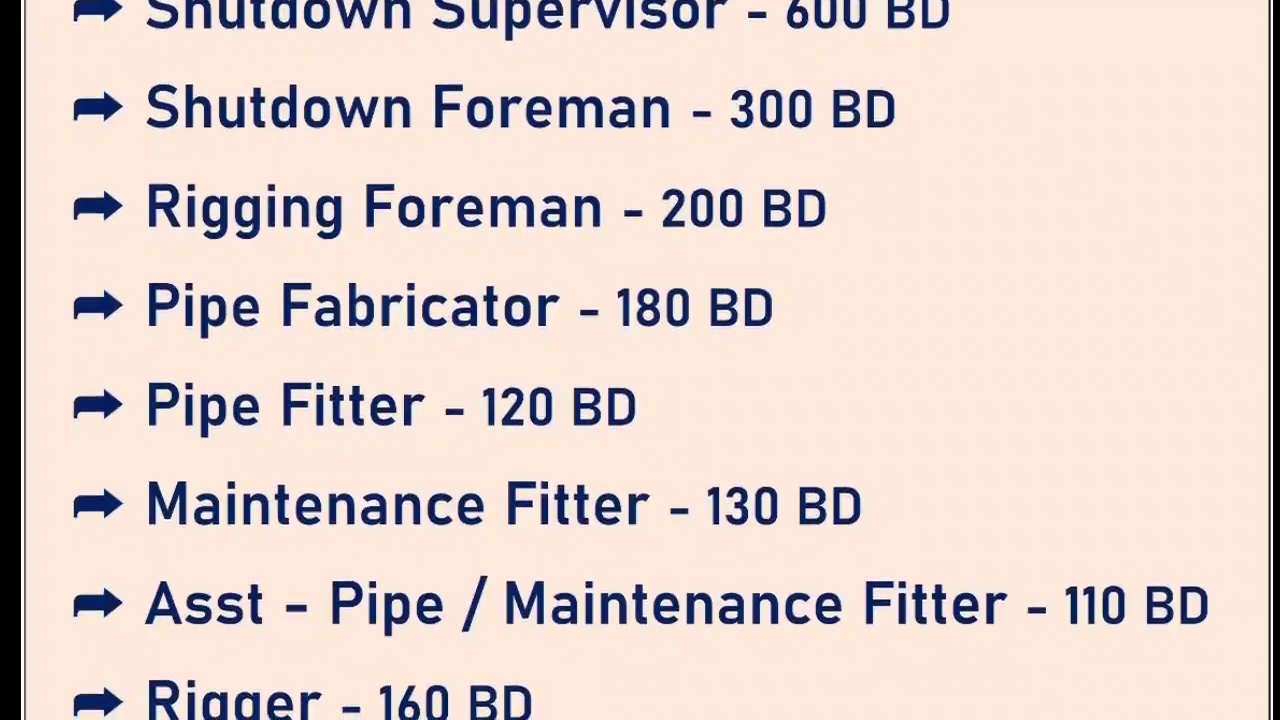 ➦ Shutdown Supervisor - 600 BD
➦ Shutdown Foreman - 300 BD
➦ Rigging Foreman - 200 BD
➦ Pipe Fabricator - 180 BD
➦ Pipe Fitter - 120 BD
➦ Maintenance Fitter - 130 BD
➦ Asst - Pipe / Maintenance Fitter - 110 BD
➦ Rigger - 160 BD